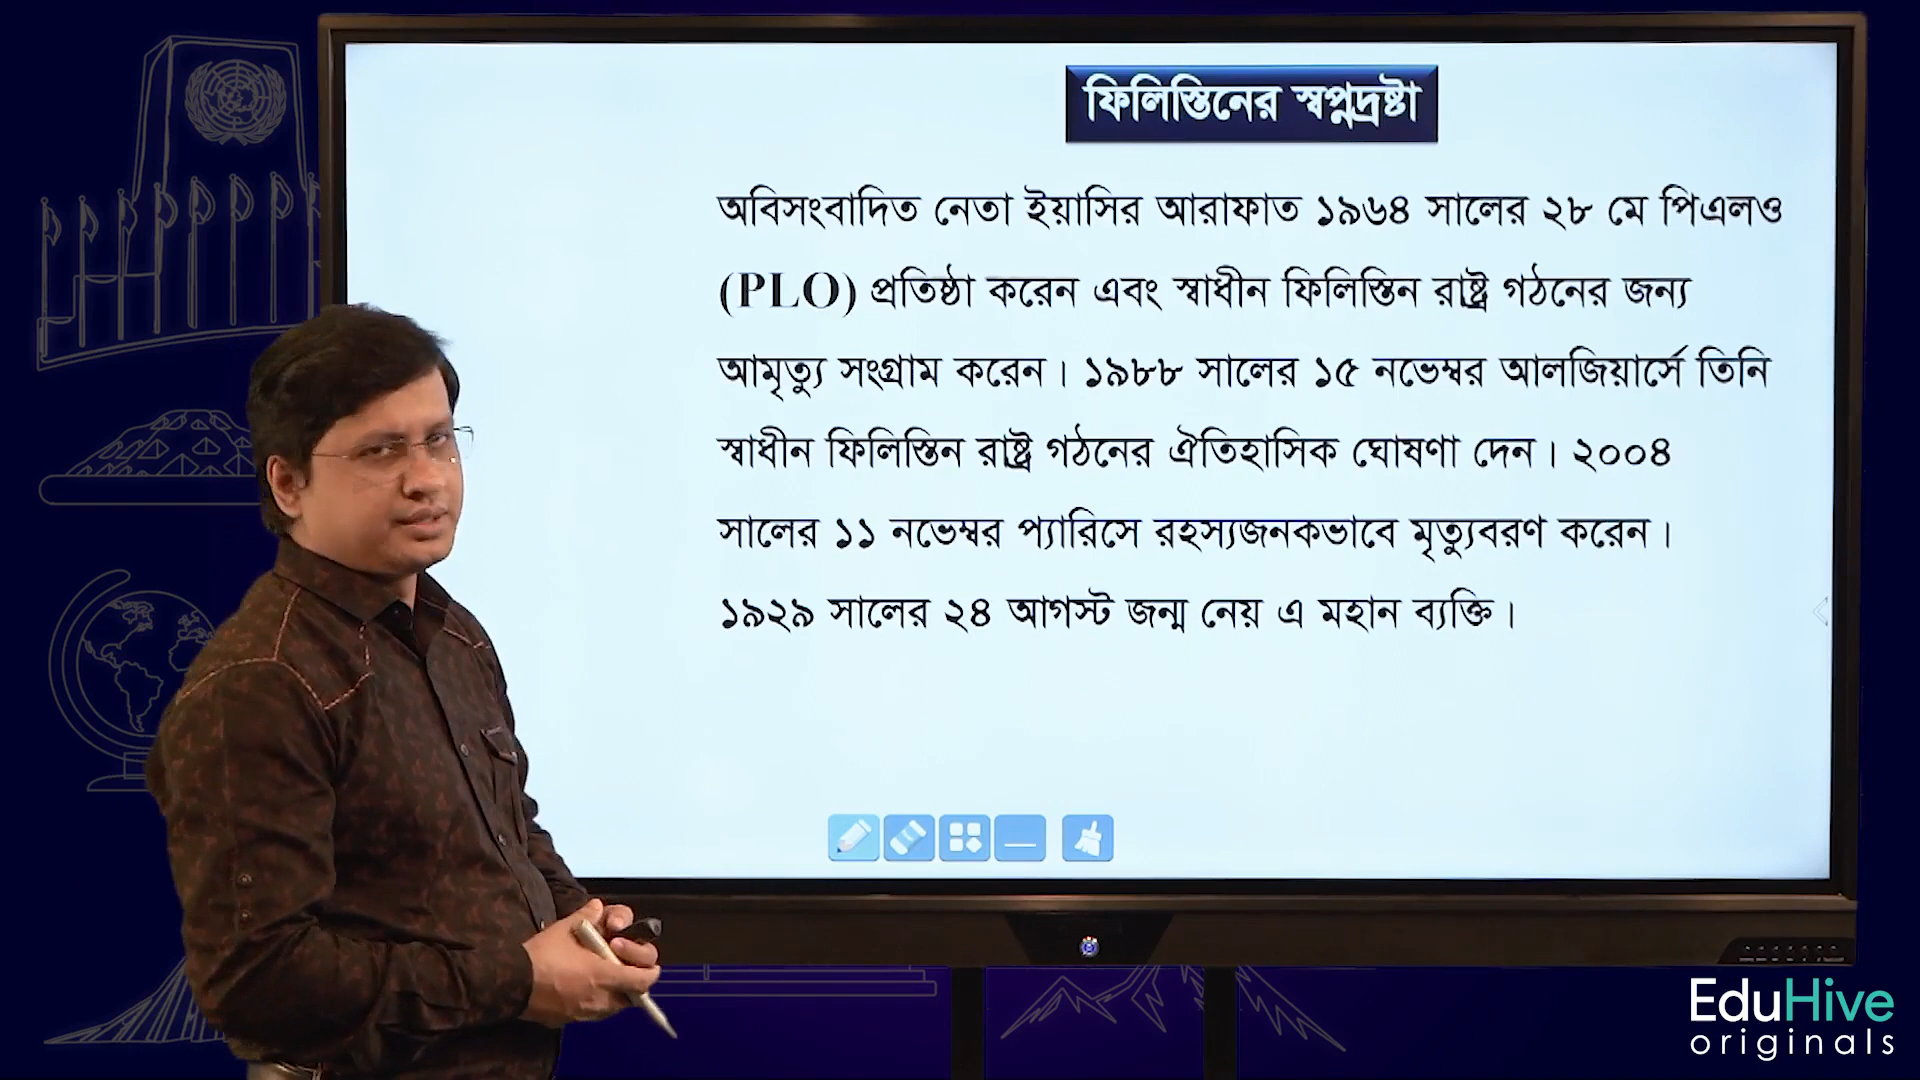 ফিলিস্তিনের স্বপ্নদ্রষ্টা
অবিসংবাদিত নেতা ইয়াসির আরাফাত ১৯৬৪ সালের ২৮ মে পিএলও
(PLO) প্রতিষ্ঠা করেন এবং স্বাধীন ফিলিস্তিন রাষ্ট্র গঠনের জন্য
আমৃত্যু সংগ্রাম করেন। ১৯৮৮ সালের ১৫ নভেম্বর আলজিয়ার্সে তিনি
স্বাধীন ফিলিস্তিন রাষ্ট্র গঠনের ঐতিহাসিক ঘোষণা দেন। ২০০৪
সালের ১১ নভেম্বর প্যারিসে রহস্যজনকভাবে মৃত্যুবরণ করেন।
১৯২৯ সালের ২৪ আগস্ট জন্ম নেয় এ মহান ব্যক্তি।
EduHive
originals